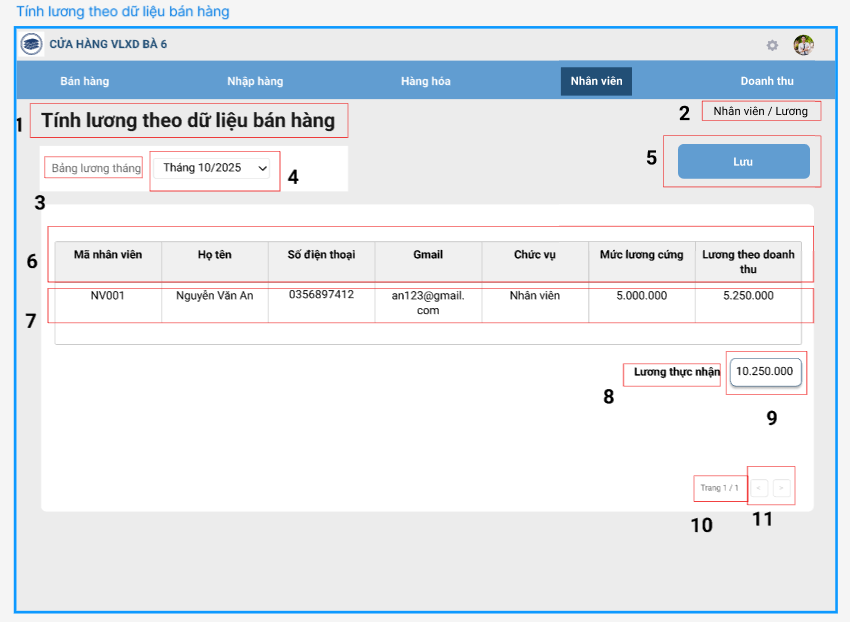 Tính lương theo dữ liệu bán hàng
CỬA HÀNG VLXD BÀ 6
Bán hàng Nhập hàng Hàng hóa Nhân viên Doanh thu
1 Tính lương theo dữ liệu bán hàng
2 Nhân viên / Lương
Bảng lương tháng Tháng 10/2025 4
5 Lưu
3
6 Mã nhân viên Họ tên Số điện thoại Gmail Chức vụ Mức lương cứng Lương theo doanh
thu
7 NV001 Nguyễn Văn An 0356897412 an123@gmail. Nhân viên 5.000.000 5.250.000
com
Lương thực nhận 10.250.000
8
9
Trang 1 / 1 < >
10 11